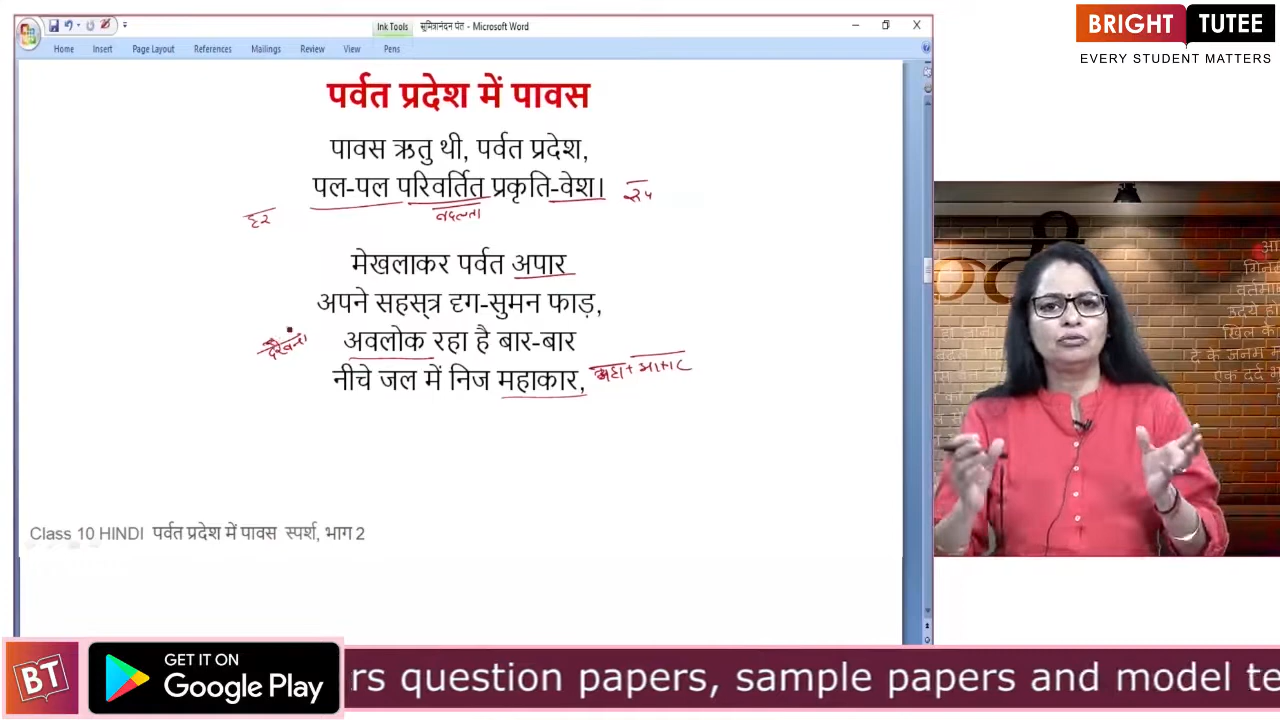 Ink Tools
सुमित्रानंदन पंत - Microsoft Word
Home Insert Page Layout References Mailings Review View Pens
BRIGHT TUTEE
EVERY STUDENT MATTERS
पर्वत प्रदेश में पावस
पावस ऋतु थी, पर्वत प्रदेश,
पल-पल परिवर्तित प्रकृति-वेश।
हर बदलता रूप
मेखलाकर पर्वत अपार
अपने सहस्त्र दृग-सुमन फाड़,
अवलोक रहा है बार-बार
देखना
नीचे जल में निज महाकार,
महा+आकार
Class 10 HINDI पर्वत प्रदेश में पावस स्पर्श, भाग 2
BT
GET IT ON
Google Play
rs question papers, sample papers and model te